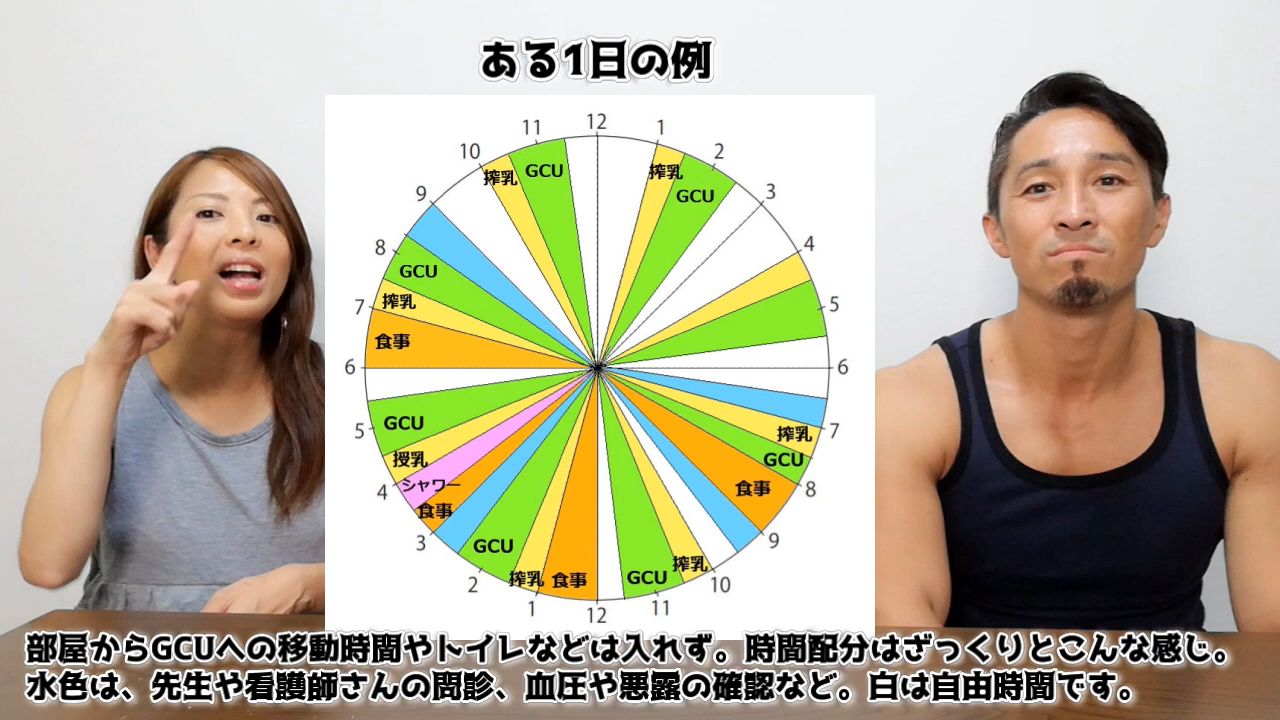 ある1日の例
12
1
2
3
4
5
6
7
8
9
10
11
12
1
2
3
4
5
6
7
8
9
10
11
搾乳
GCU
搾乳
GCU
食事
搾乳
GCU
食事
搾乳
GCU
食事
シャワー
授乳
GCU
食事
搾乳
GCU
搾乳
GCU
部屋からGCUへの移動時間やトイレなどは入れず。時間配分はざっくりとこんな感じ。
水色は、先生や看護師さんの問診、血圧や悪露の確認など。白は自由時間です。